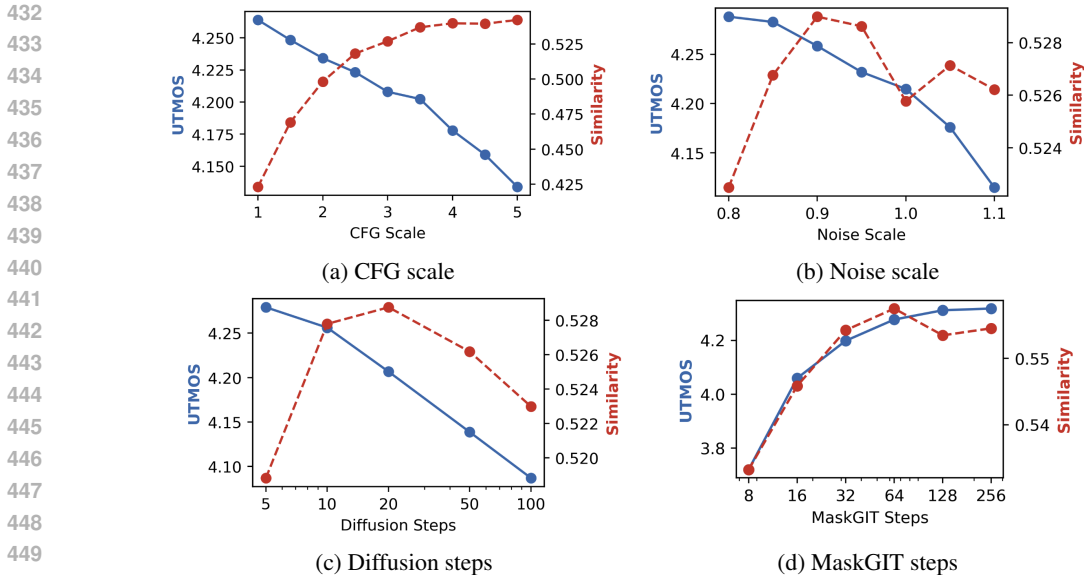 432
433
434
435
436
437
438
439
440
441
442
443
444
445
446
447
448
449
4.250
4.225
4.200
4.175
4.150
UTMOS
0.525
0.500
0.475
0.450
0.425
Similarity
1 2 3 4 5
CFG Scale
(a) CFG scale
4.25
4.20
4.15
UTMOS
0.528
0.526
0.524
Similarity
0.8 0.9 1.0 1.1
Noise Scale
(b) Noise scale
4.25
4.20
4.15
4.10
UTMOS
0.528
0.526
0.524
0.522
0.520
Similarity
5 10 20 50 100
Diffusion Steps
(c) Diffusion steps
4.2
4.0
3.8
UTMOS
0.55
0.54
Similarity
8 16 32 64 128 256
MaskGIT Steps
(d) MaskGIT steps